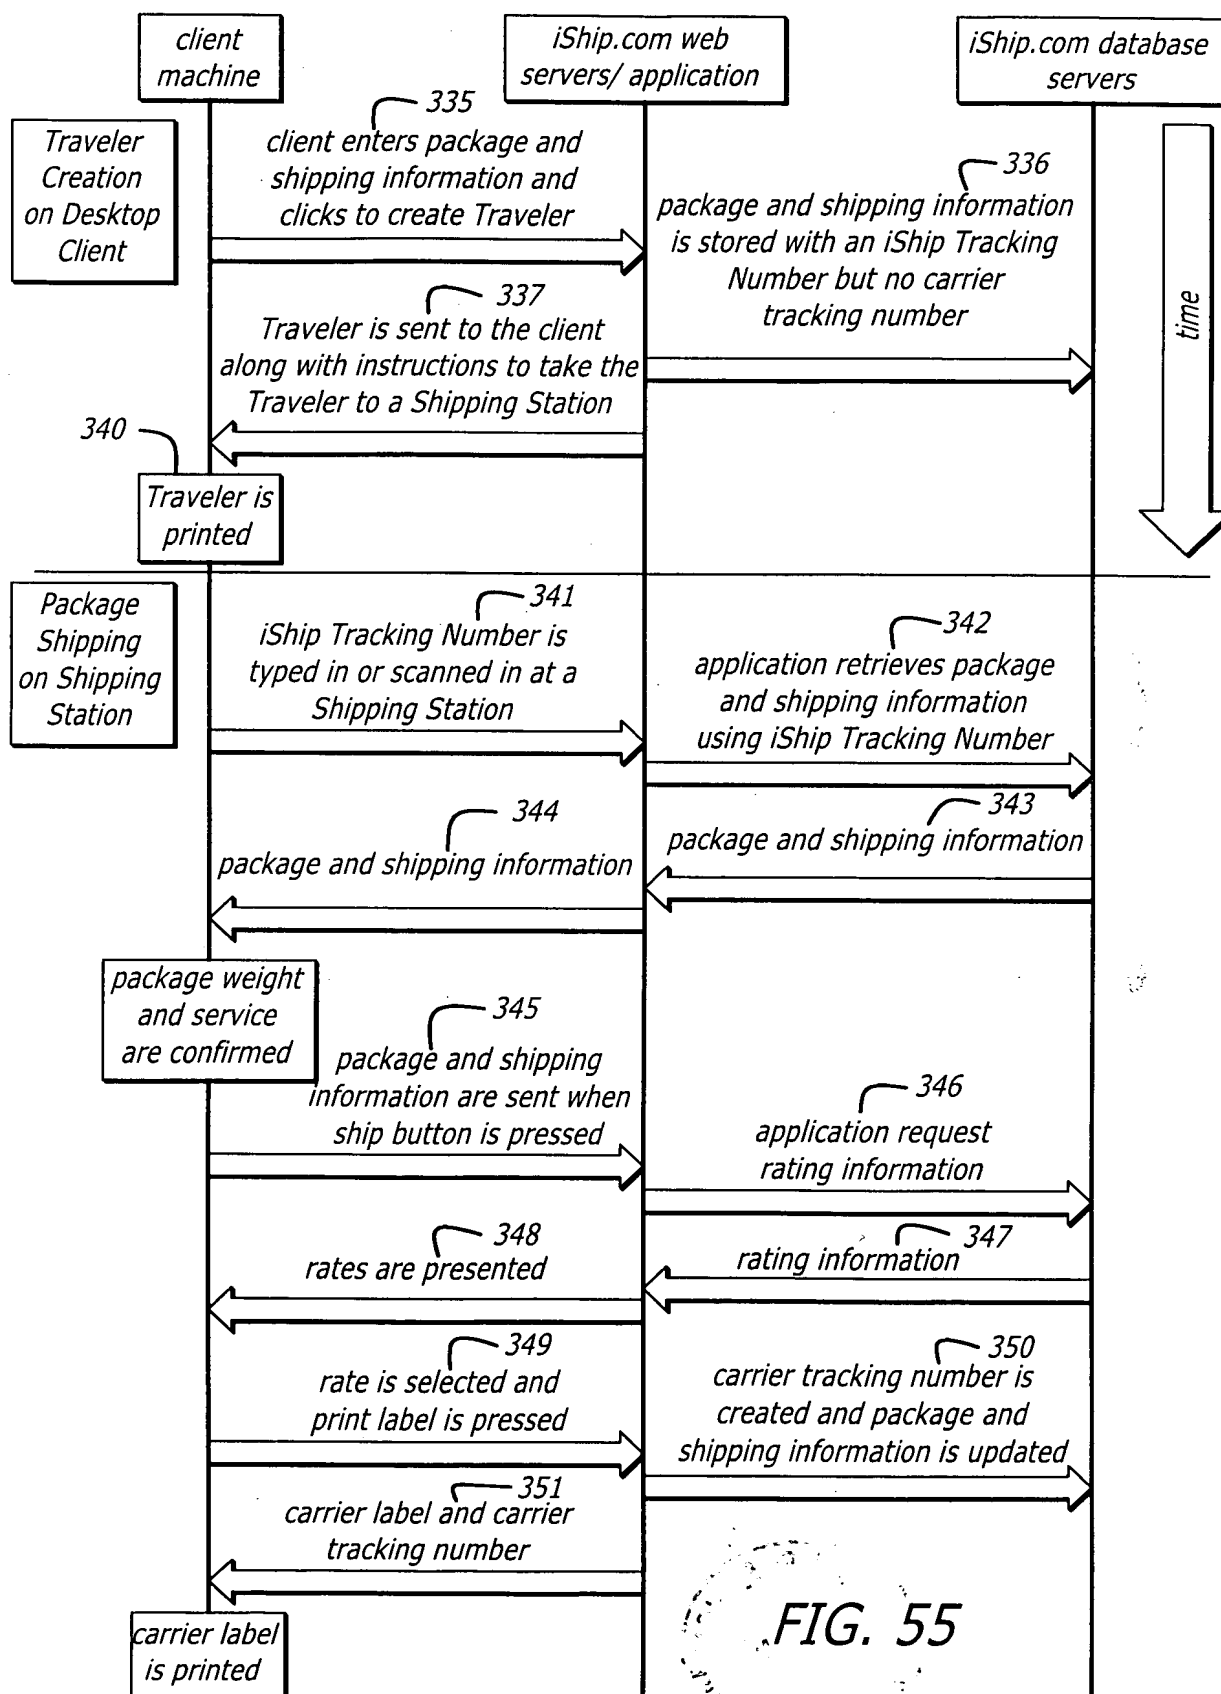 client
machine
iShip.com web
servers/ application
iShip.com database
servers
Traveler
Creation
on Desktop
Client
335
client enters package and
shipping information and
clicks to create Traveler
336
package and shipping information
is stored with an iShip Tracking
Number but no carrier
tracking number
time
337
Traveler is sent to the client
along with instructions to take the
Traveler to a Shipping Station
340
Traveler is
printed
Package
Shipping
on Shipping
Station
341
iShip Tracking Number is
typed in or scanned in at a
Shipping Station
342
application retrieves package
and shipping information
using iShip Tracking Number
343
package and shipping information
344
package and shipping information
package weight
and service
are confirmed
345
package and shipping
information are sent when
ship button is pressed
346
application request
rating information
347
rating information
348
rates are presented
349
rate is selected and
print label is pressed
350
carrier tracking number is
created and package and
shipping information is updated
351
carrier label and carrier
tracking number
carrier label
is printed
FIG. 55